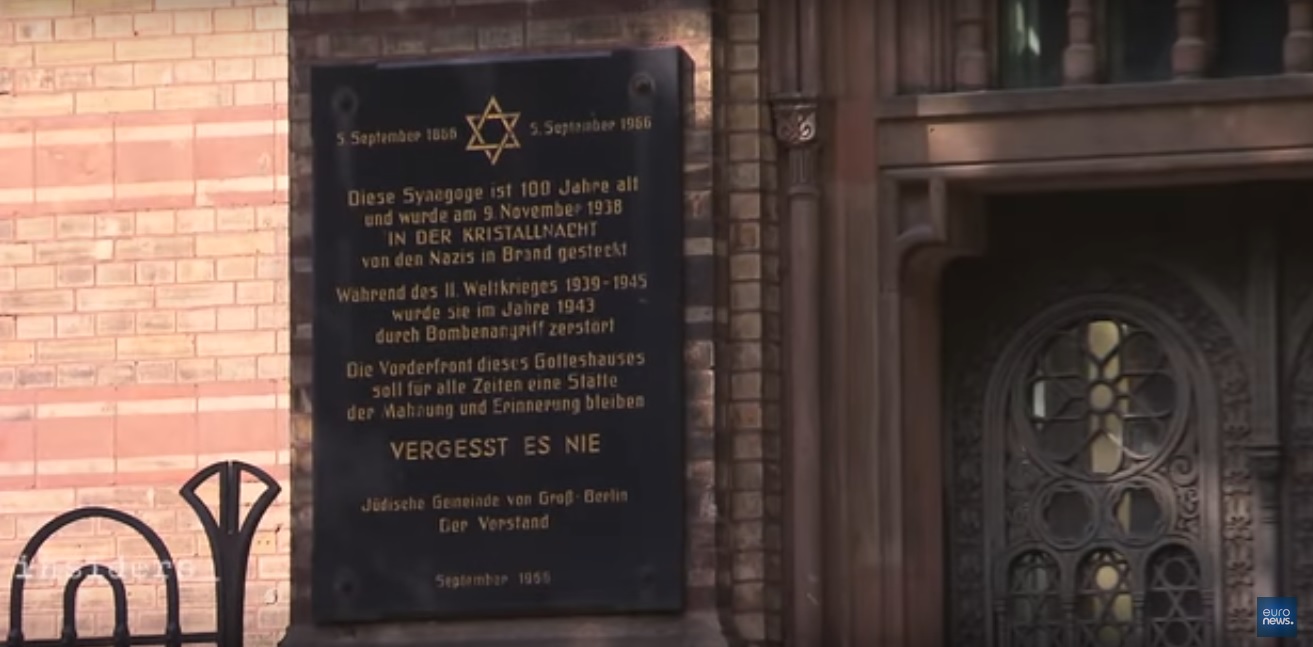 5. September 1866 5. September 1966
Diese Synagoge ist 100 Jahre alt
und wurde am 9. November 1938
IN DER KRISTALLNACHT
von den Nazis in Brand gesteckt
Während des II. Weltkrieges 1939-1945
wurde sie im Jahre 1943
durch Bombenangriff zerstört
Die Vorderfront dieses Gotteshauses
soll für alle Zeiten eine Stätte
der Mahnung und Erinnerung bleiben
VERGESST ES NIE
Jüdische Gemeinde von Groß-Berlin
Der Vorstand
September 1966
insiders_
euro
news.